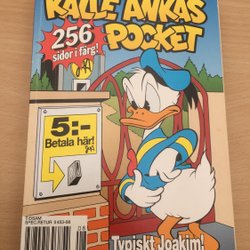 KALLE ANKAS
POCKET
256
sidor i färg!
5:-
Betala här!
TYPISKT JOAKIM!